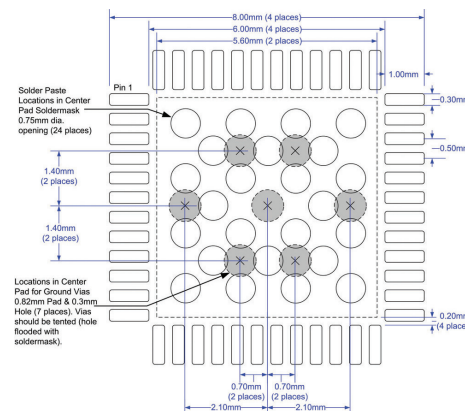 8.00mm (4 places)
6.00mm (4 places)
5.60mm (2 places)
1.00mm
Solder Paste
Locations in Center
Pad Soldermask
0.75mm dia.
opening (24 places)
Pin 1
0.30mm
0.50mm
1.40mm
(2 places)
1.40mm
(2 places)
Locations in Center
Pad for Ground Vias
0.82mm Pad & 0.3mm
Hole (7 places). Vias
should be tented (hole
flooded with
soldermask).
0.20mm
(4 place
0.70mm
(2 places)
0.70mm
(2 places)
2.10mm
2.10mm